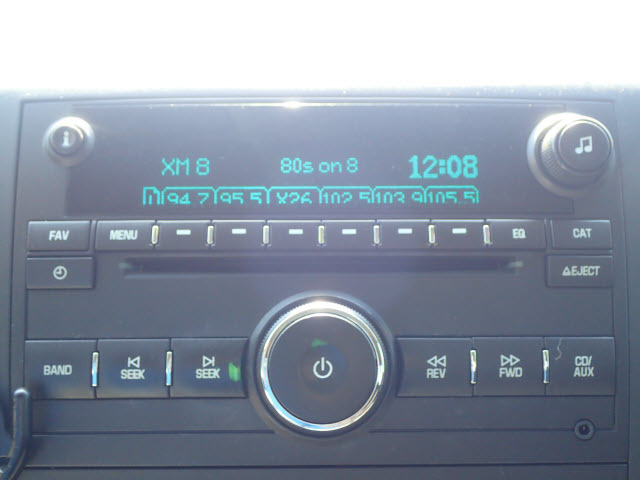 XM 8 80s on 8 12:08
1 94.7 95.5 X26 102.5 103.9 105.5
FAV MENU EQ CAT
EJECT
BAND SEEK SEEK REV FWD CD/
AUX